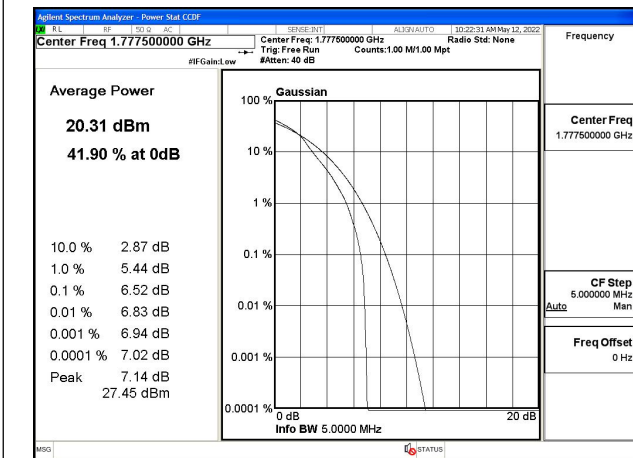 Agilent Spectrum Analyzer - Power Stat CCDF
RL RF 50 Ω AC SENSE:INT ALIGN AUTO 10:22:31 AM May 12, 2022
Center Freq 1.777500000 GHz
Center Freq: 1.777500000 GHz Radio Std: None
Trig: Free Run Counts:1.00 M/1.00 Mpt
#IFGain:Low #Atten: 40 dB
Frequency
Average Power
20.31 dBm
41.90 % at 0dB
10.0 % 2.87 dB
1.0 % 5.44 dB
0.1 % 6.52 dB
0.01 % 6.83 dB
0.001 % 6.94 dB
0.0001 % 7.02 dB
Peak 7.14 dB
27.45 dBm
Gaussian
100 %
10 %
1 %
0.1 %
0.01 %
0.001 %
0.0001 %
0 dB 20 dB
Info BW 5.0000 MHz
Center Freq
1.777500000 GHz
CF Step
5.000000 MHz
Auto Man
Freq Offset
0 Hz
MSG STATUS